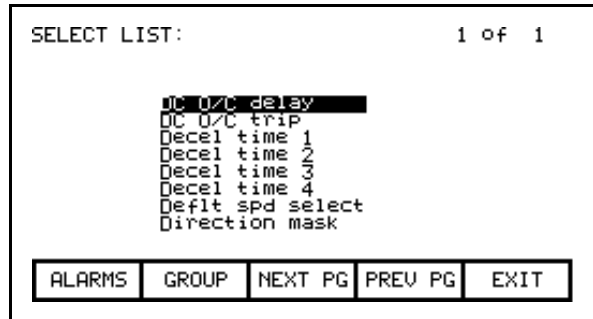 SELECT LIST: 1 of 1
DC O/C delay
DC O/C trip
Decel time 1
Decel time 2
Decel time 3
Decel time 4
Deflt spd select
Direction mask
ALARMS GROUP NEXT PG PREV PG EXIT